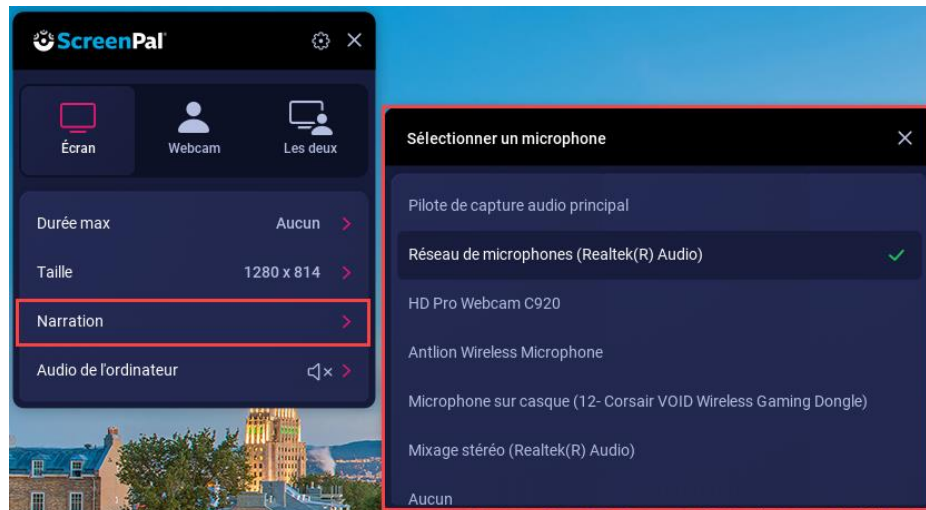 ScreenPal
Écran
Webcam
Les deux
Durée max
Aucun
Taille
1280 x 814
Narration
Audio de l'ordinateur
Sélectionner un microphone
Pilote de capture audio principal
Réseau de microphones (Realtek(R) Audio)
HD Pro Webcam C920
Antlion Wireless Microphone
Microphone sur casque (12- Corsair VOID Wireless Gaming Dongle)
Mixage stéréo (Realtek(R) Audio)
Aucun